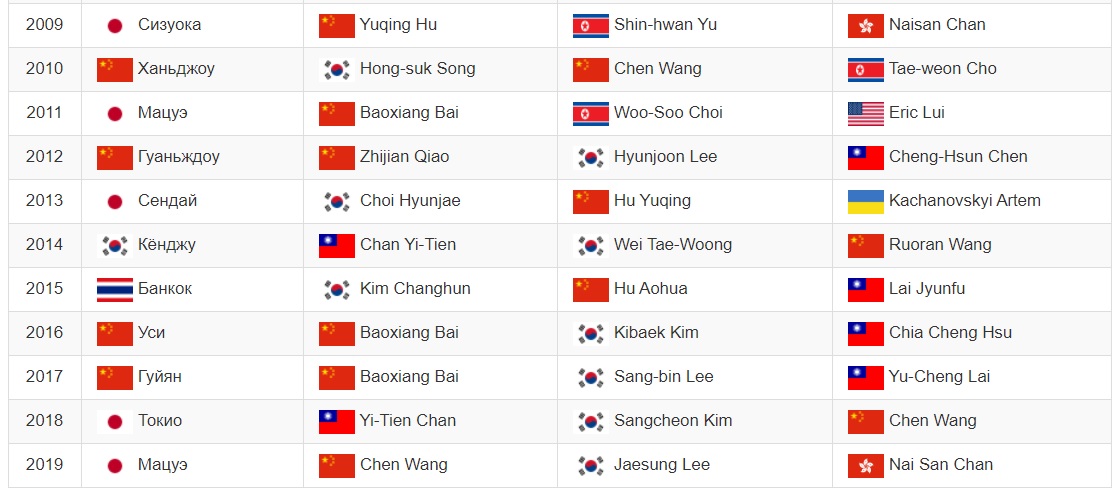 2009 Сизуока Yuqing Hu Shin-hwan Yu Naisan Chan
2010 Ханьджоу Hong-suk Song Chen Wang Tae-weon Cho
2011 Мацуэ Baoxiang Bai Woo-Soo Choi Eric Lui
2012 Гуаньждоу Zhijian Qiao Hyunjoon Lee Cheng-Hsun Chen
2013 Сендай Choi Hyunjae Hu Yuqing Kachanovskyi Artem
2014 Кёнджу Chan Yi-Tien Wei Tae-Woong Ruoran Wang
2015 Банкок Kim Changhun Hu Aohua Lai Jyunfu
2016 Уси Baoxiang Bai Kibaek Kim Chia Cheng Hsu
2017 Гуйян Baoxiang Bai Sang-bin Lee Yu-Cheng Lai
2018 Токио Yi-Tien Chan Sangcheon Kim Chen Wang
2019 Мацуэ Chen Wang Jaesung Lee Nai San Chan